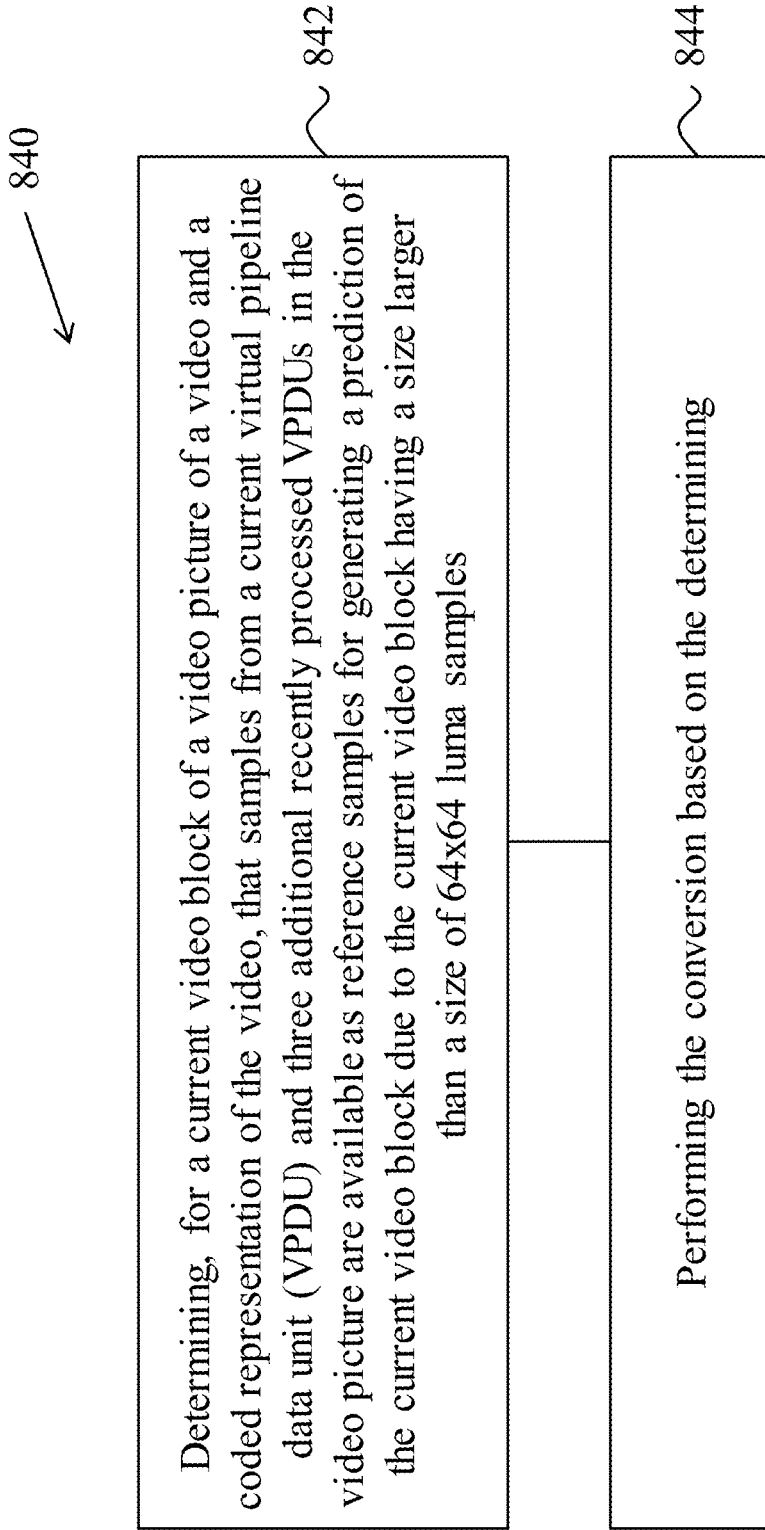 840
Determining, for a current video block of a video picture of a video and a
coded representation of the video, that samples from a current virtual pipeline
data unit (VPDU) and three additional recently processed VPDUs in the
video picture are available as reference samples for generating a prediction of
the current video block due to the current video block having a size larger
than a size of 64x64 luma samples
842
Performing the conversion based on the determining
844